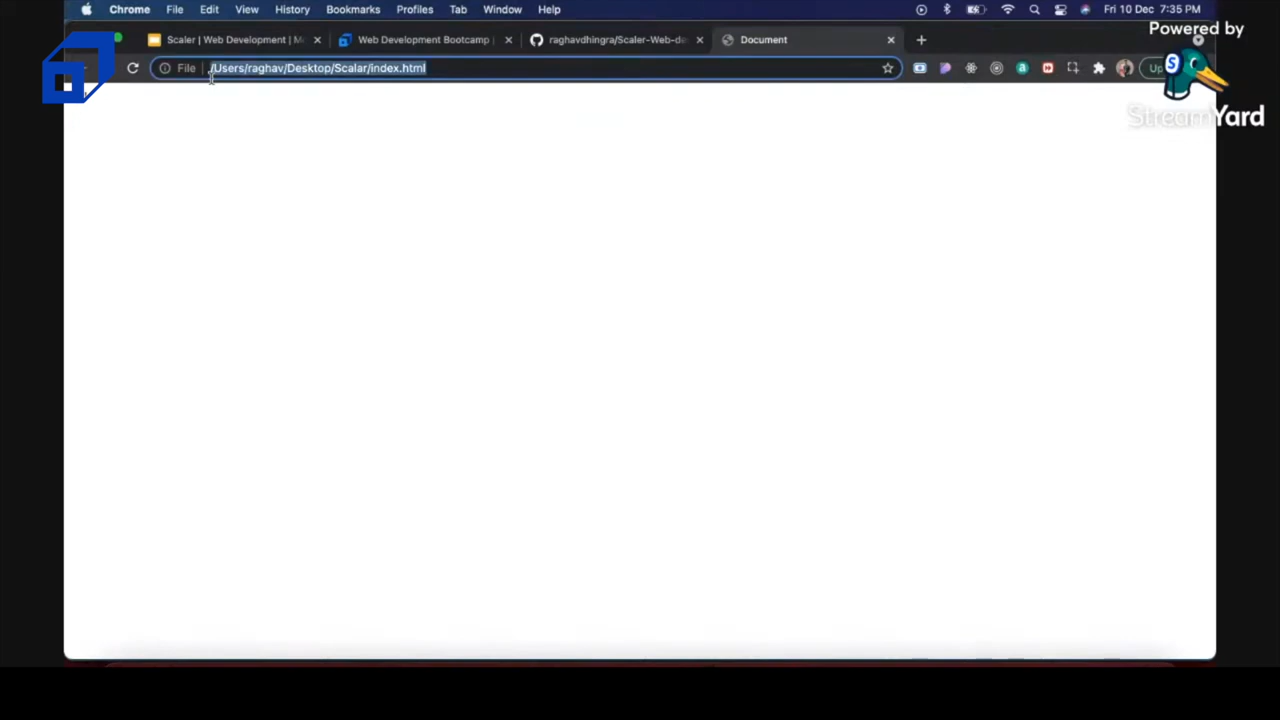 Chrome File Edit View History Bookmarks Profiles Tab Window Help Fri 10 Dec 7:35 PM
Powered by
Scaler | Web Development | M
Web Development Bootcamp |
raghavdhingra/Scaler-Web-de
Document
File /Users/raghav/Desktop/Scalar/index.html
S
StreamYard